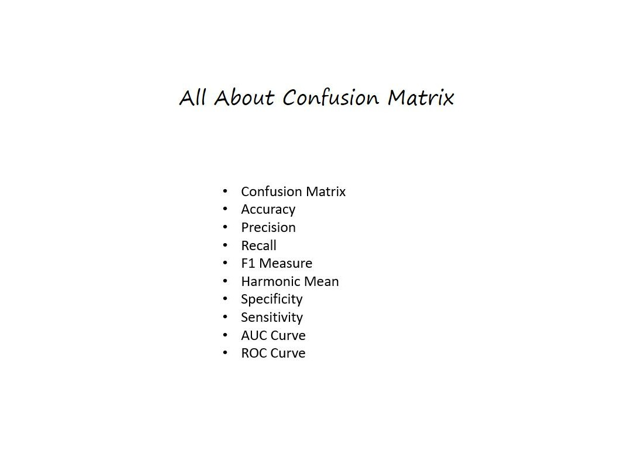 All About Confusion Matrix
• Confusion Matrix
• Accuracy
• Precision
• Recall
• F1 Measure
• Harmonic Mean
• Specificity
• Sensitivity
• AUC Curve
• ROC Curve